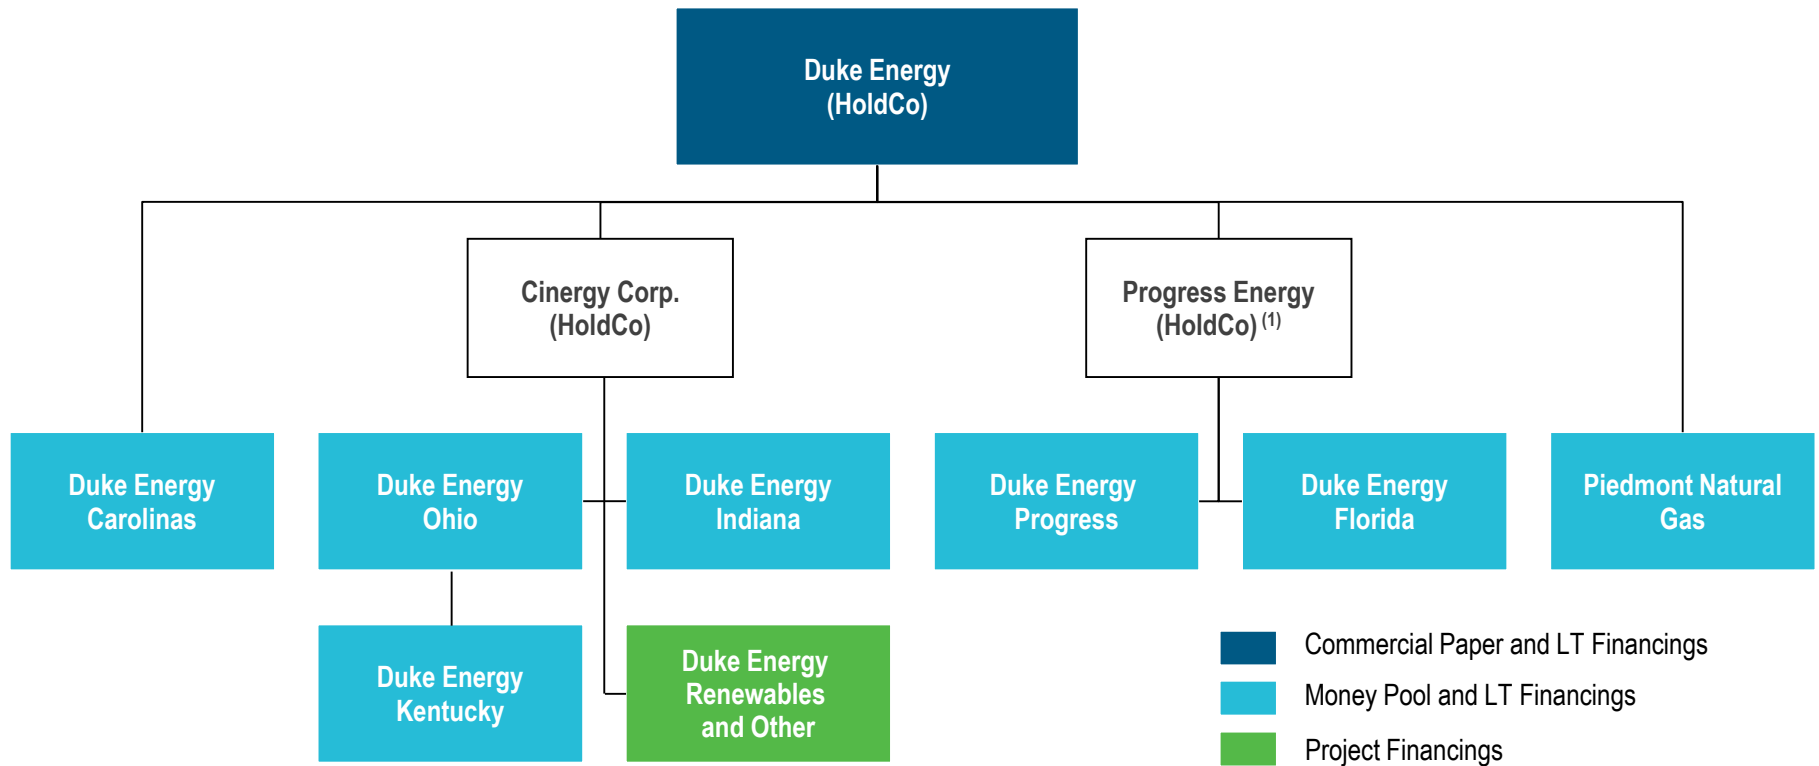 Duke Energy
(HoldCo)
Cinergy Corp.
(HoldCo)
Progress Energy
(HoldCo) (1)
Duke Energy
Carolinas
Duke Energy
Ohio
Duke Energy
Indiana
Duke Energy
Progress
Duke Energy
Florida
Piedmont Natural
Gas
Duke Energy
Kentucky
Duke Energy
Renewables
and Other
Commercial Paper and LT Financings
Money Pool and LT Financings
Project Financings